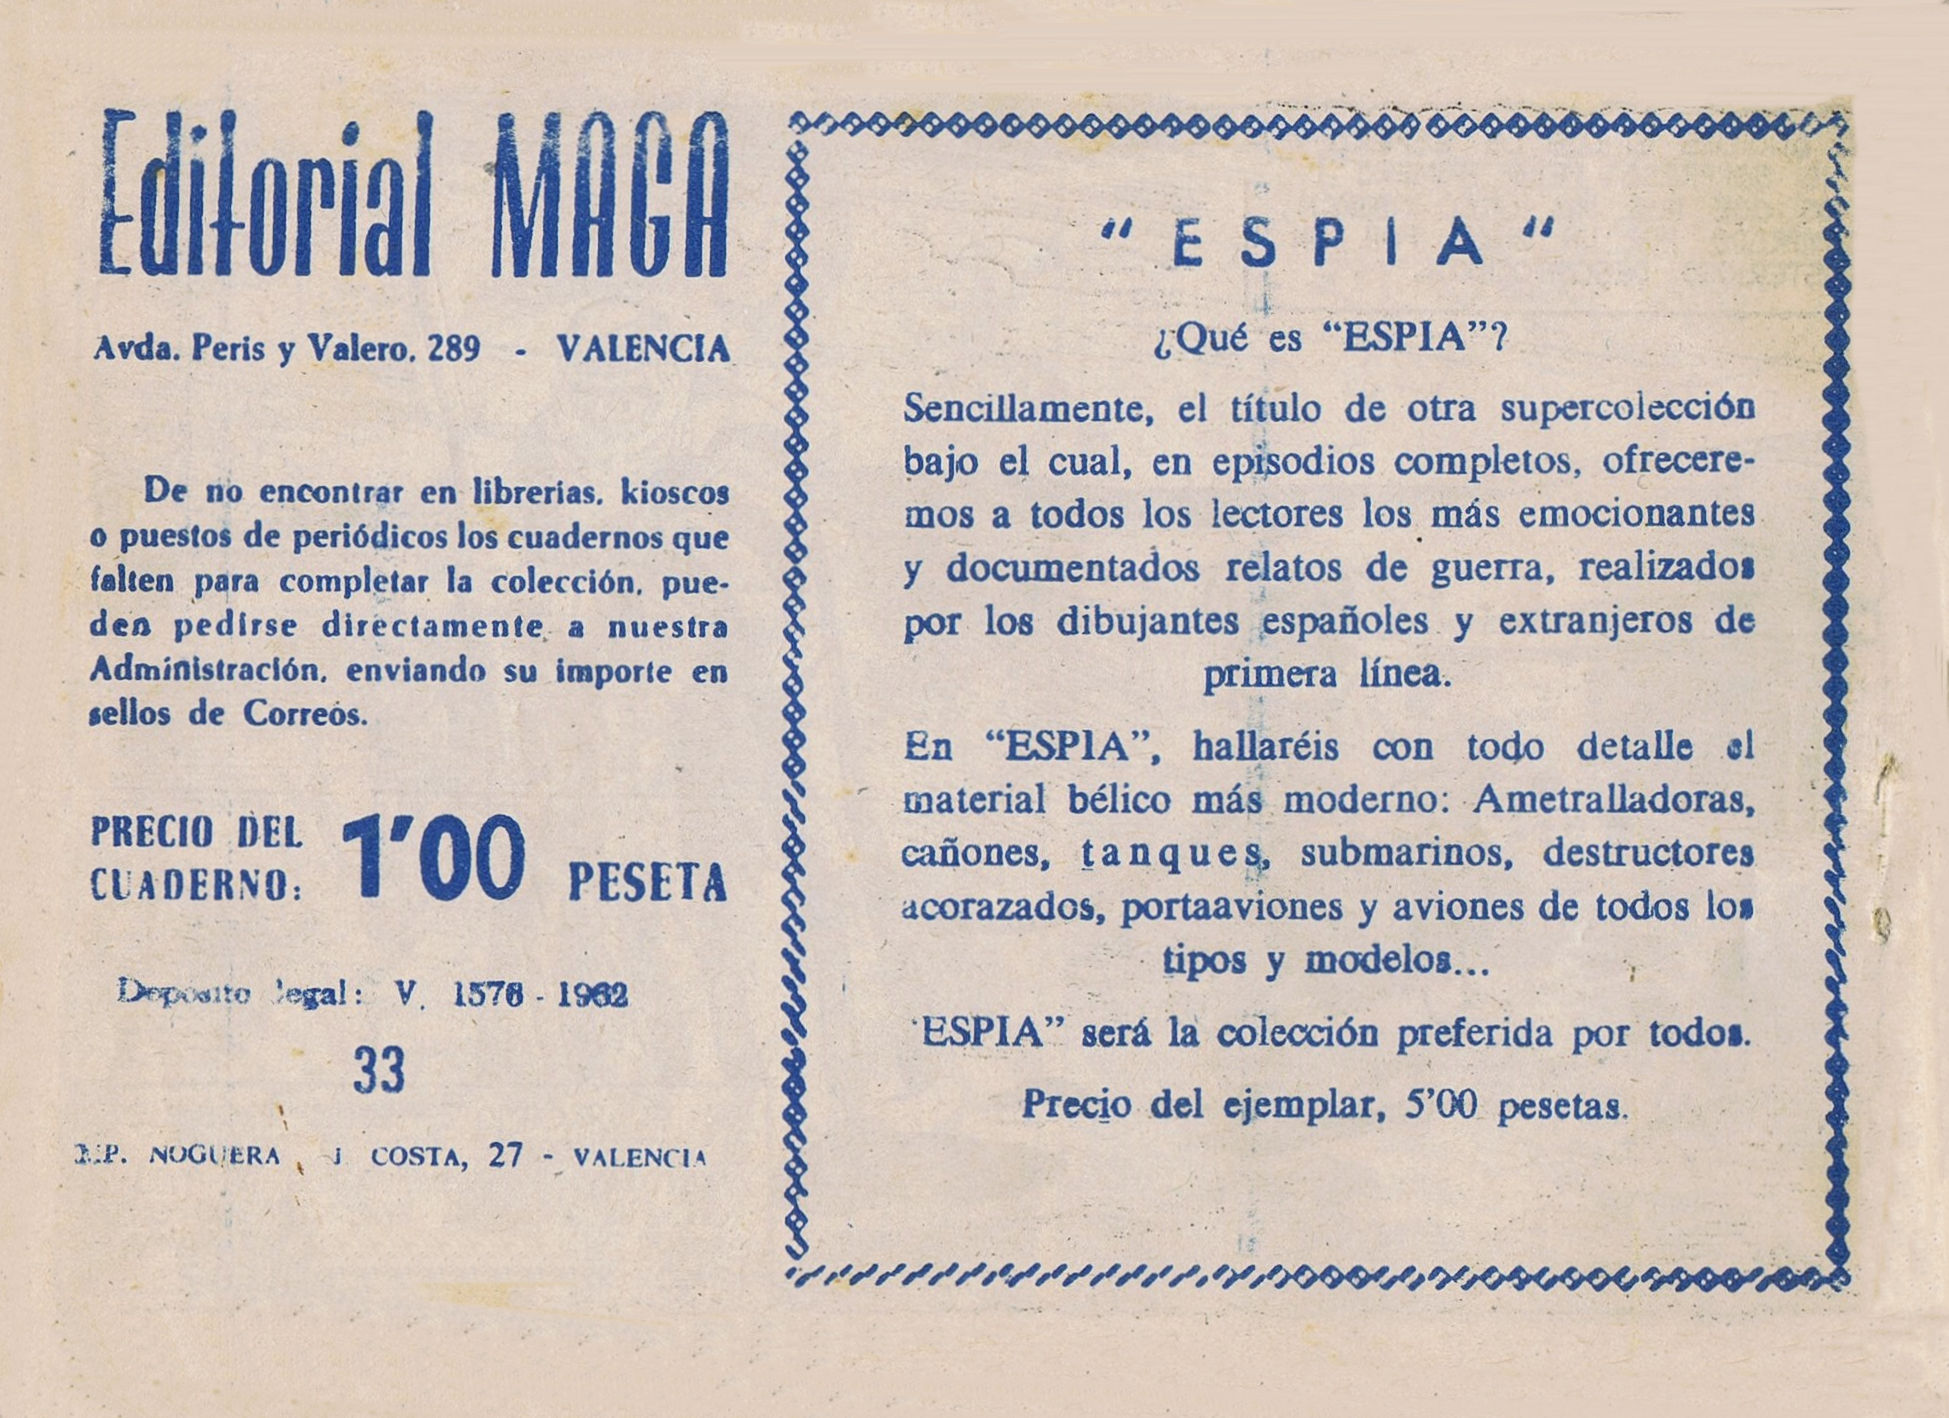 Editorial MAGA
Avda. Peris y Valero. 289 - VALENCIA
De no encontrar en librerías, kioscos
o puestos de periódicos los cuadernos que
falten para completar la colección, pue-
den pedirse directamente a nuestra
Administración, enviando su importe en
sellos de Correos.
PRECIO DEL
CUADERNO: 1'00 PESETA
Depósito legal: V. 1578 - 1962
33
IMP. NOGUERA J. COSTA, 27 - VALENCIA
"ESPIA"
¿Qué es "ESPIA"?
Sencillamente, el título de otra supercolección
bajo el cual, en episodios completos, ofrecere-
mos a todos los lectores los más emocionantes
y documentados relatos de guerra, realizados
por los dibujantes españoles y extranjeros de
primera línea.
En "ESPIA", hallaréis con todo detalle el
material bélico más moderno: Ametralladoras,
cañones, tanques, submarinos, destructores
acorazados, portaaviones y aviones de todos los
tipos y modelos...
'ESPIA" será la colección preferida por todos.
Precio del ejemplar, 5'00 pesetas.